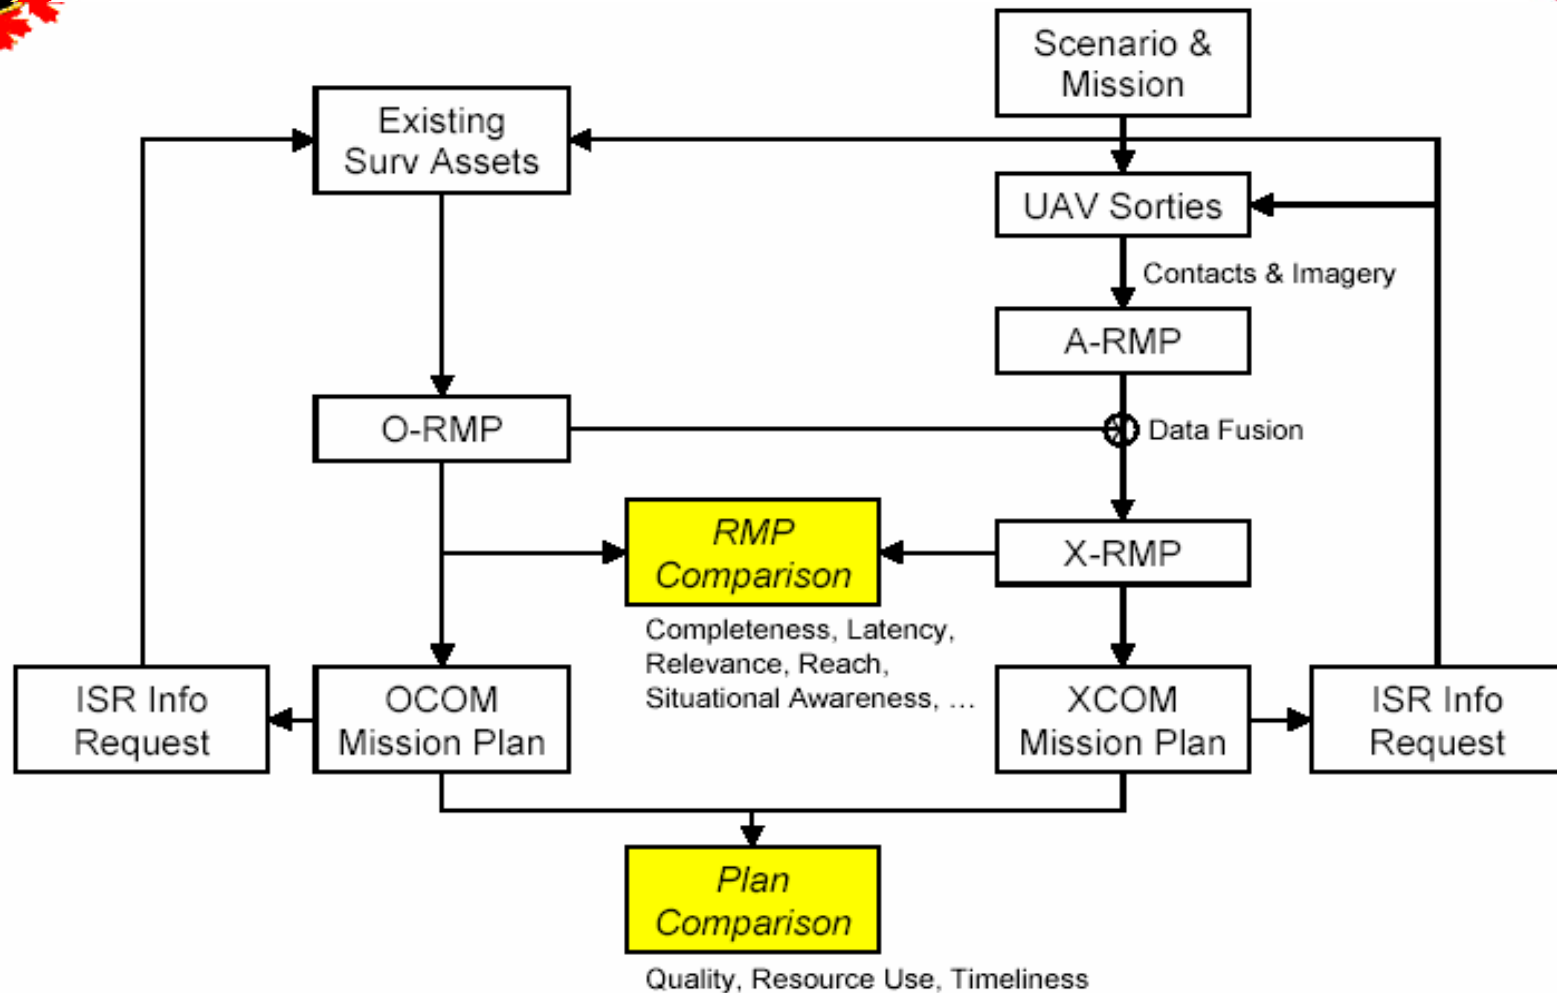 Scenario &
Mission
Existing
Surv Assets
UAV Sorties
Contacts & Imagery
A-RMP
O-RMP
Data Fusion
RMP
Comparison
X-RMP
Completeness, Latency,
Relevance, Reach,
Situational Awareness, ...
ISR Info
Request
OCOM
Mission Plan
XCOM
Mission Plan
ISR Info
Request
Plan
Comparison
Quality, Resource Use, Timeliness